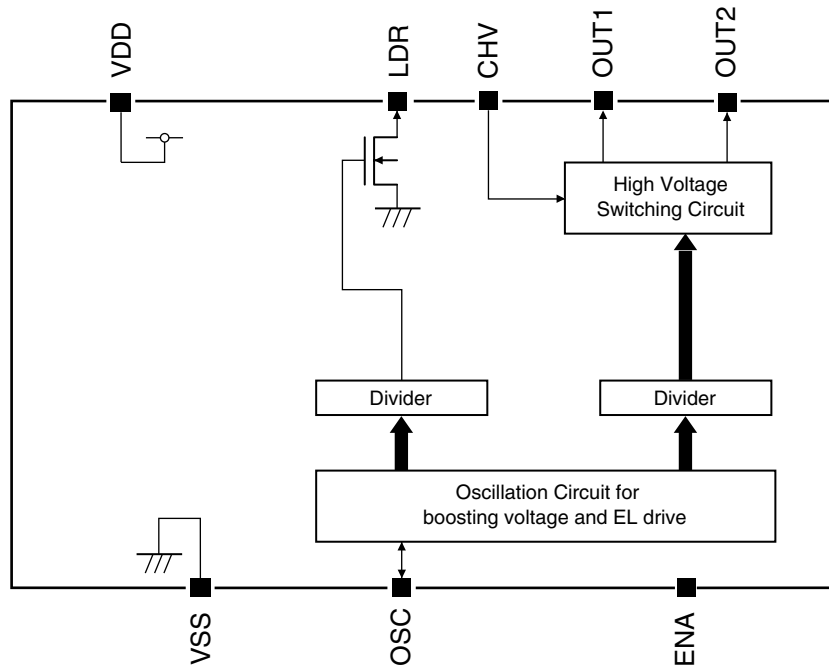 VDD
LDR
CHV
OUT1
OUT2
High Voltage
Switching Circuit
Divider
Divider
Oscillation Circuit for
boosting voltage and EL drive
VSS
OSC
ENA